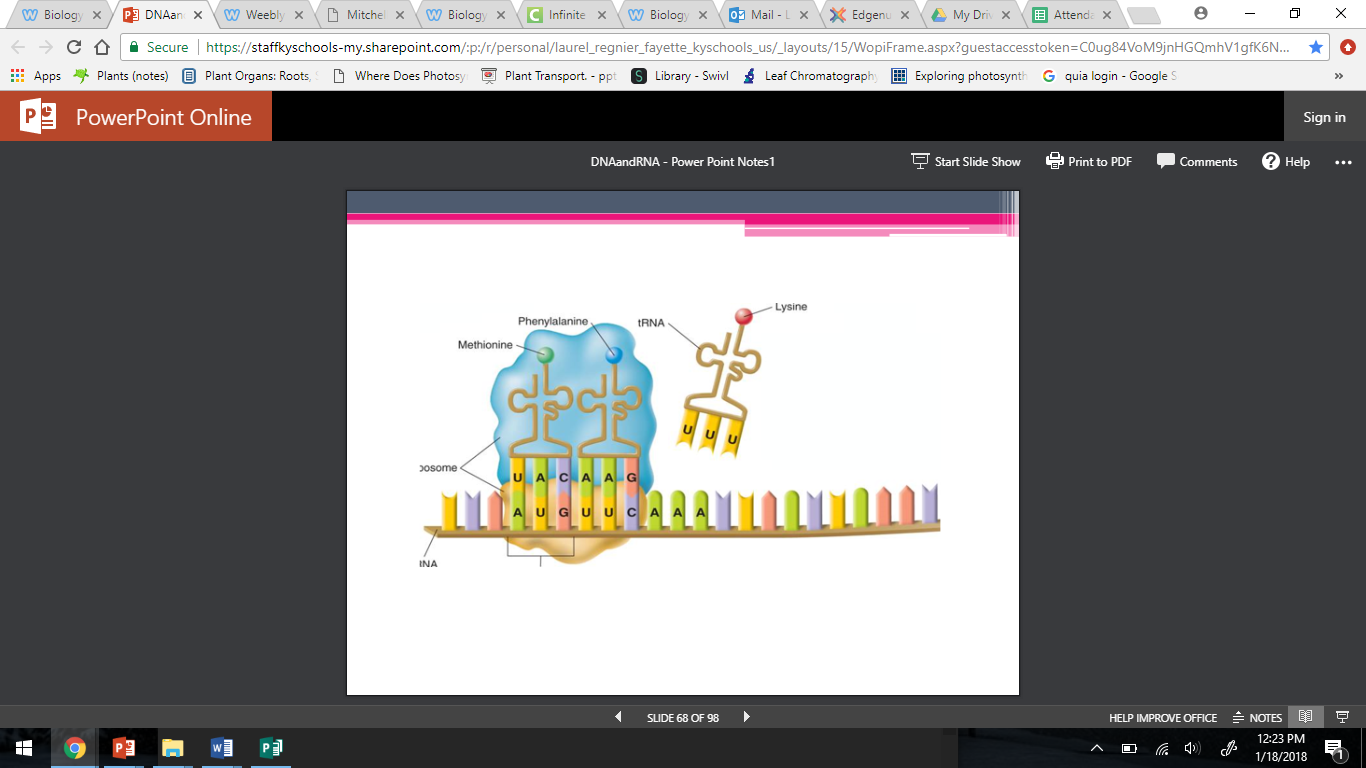 Biology
DNAan
Weebly
Mitchel
Biology
Infinite
Biology
Mail - L
Edgenu
My Driv
Attenda
Secure
https://staffkyschools-my.sharepoint.com/:p:/r/personal/laurel_regnier_fayette_kyschools_us/_layouts/15/WopiFrame.aspx?guestaccesstoken=C0ug84VoM9jnHGQmhV1gfK6N...
Apps
Plants (notes)
Plant Organs: Roots,
Where Does Photosy
Plant Transport. - ppt
Library - Swivl
Leaf Chromatography
Exploring photosynth
quia login - Google S
»
PowerPoint Online
Sign in
DNAandRNA - Power Point Notes1
Start Slide Show
Print to PDF
Comments
Help
Lysine
Phenylalanine
tRNA
Methionine
U U U
posome
U A C A A G
A U G U U C A A A
INA
SLIDE 68 OF 98
HELP IMPROVE OFFICE
NOTES
12:23 PM
1/18/2018
1